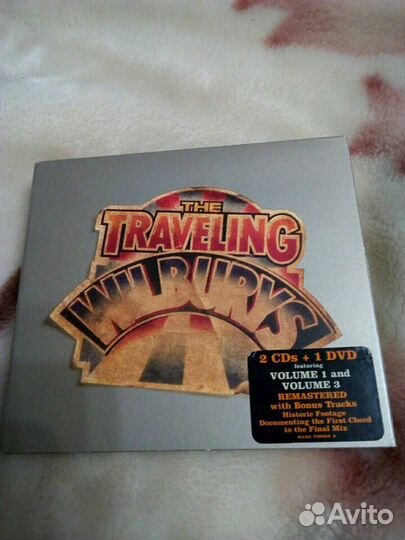 THE
TRAVELING
WILBURYS
2 CDs + 1 DVD
featuring
VOLUME 1 and
VOLUME 3
REMASTERED
with Bonus Tracks
Historic Footage
Documenting the First Chord
to the Final Mix
Avito